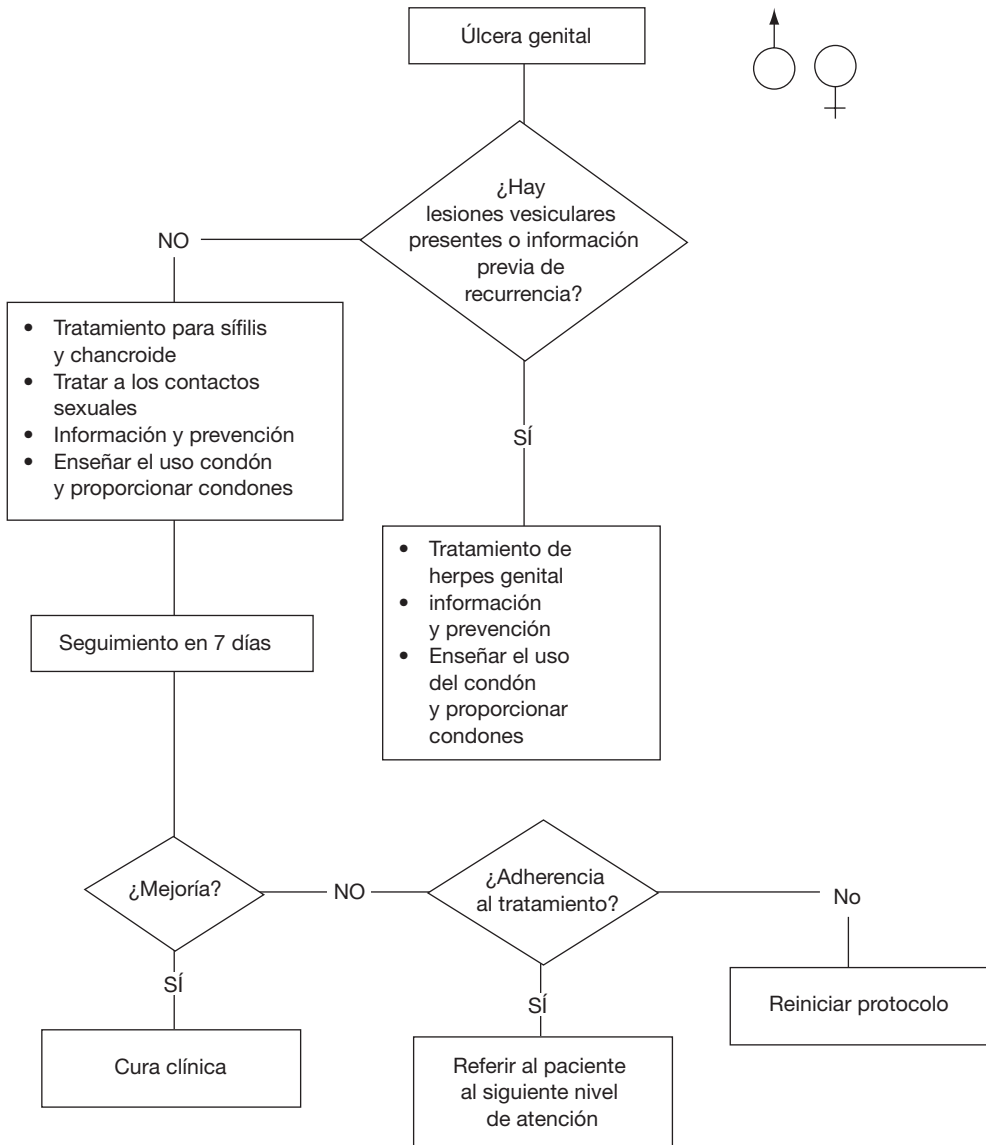 Úlcera genital
¿Hay
lesiones vesiculares
presentes o información
previa de
recurrencia?
NO
• Tratamiento para sífilis
y chancroide
• Tratar a los contactos
sexuales
• Información y prevención
• Enseñar el uso condón
y proporcionar condones
SÍ
• Tratamiento de
herpes genital
• información
y prevención
• Enseñar el uso
del condón
y proporcionar
condones
Seguimiento en 7 días
¿Mejoría?
NO
¿Adherencia
al tratamiento?
No
SÍ
SÍ
Reiniciar protocolo
Cura clínica
Referir al paciente
al siguiente nivel
de atención